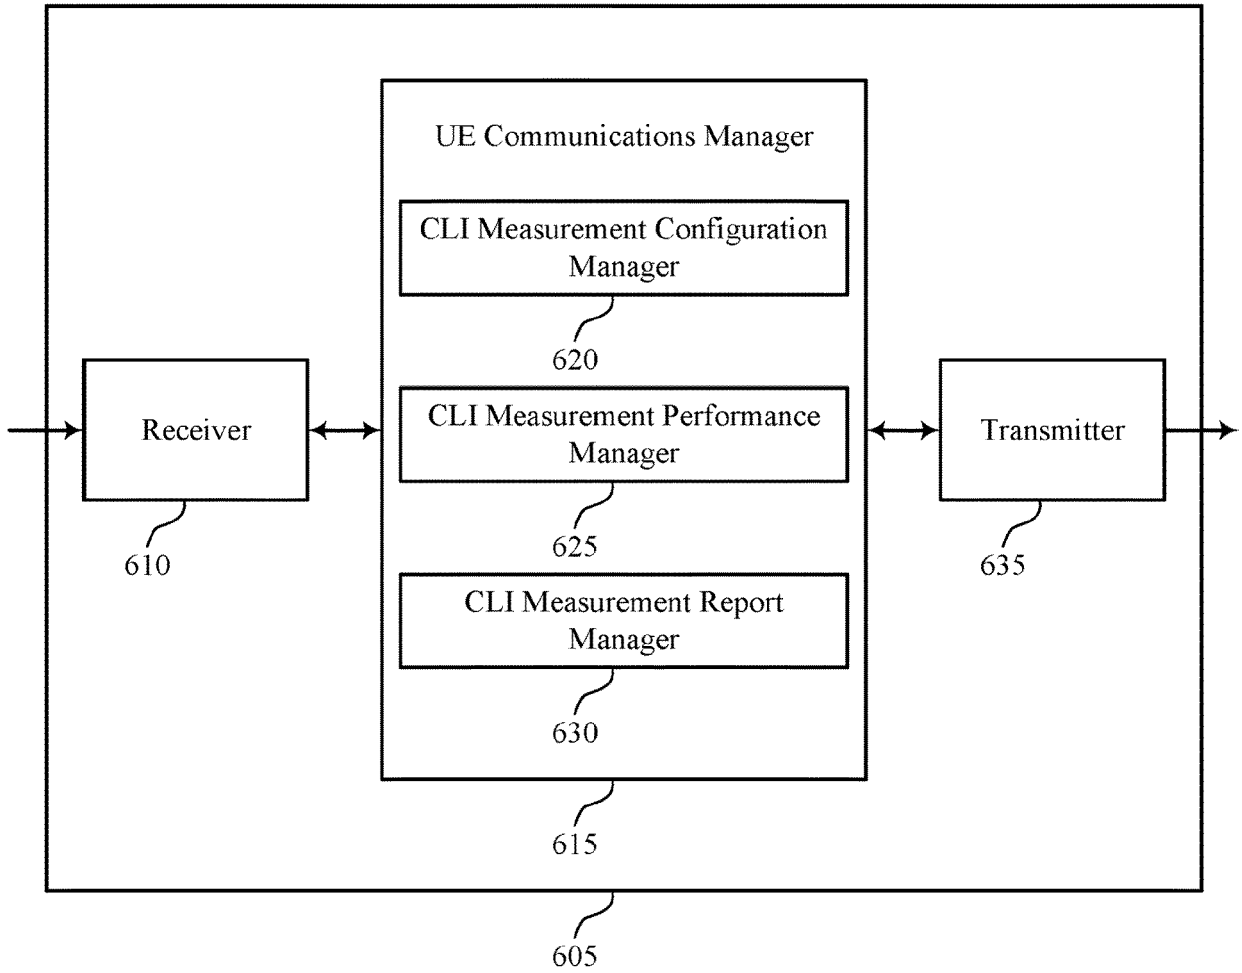 UE Communications Manager
CLI Measurement Configuration
Manager
620
Receiver
610
CLI Measurement Performance
Manager
625
Transmitter
635
CLI Measurement Report
Manager
630
615
605